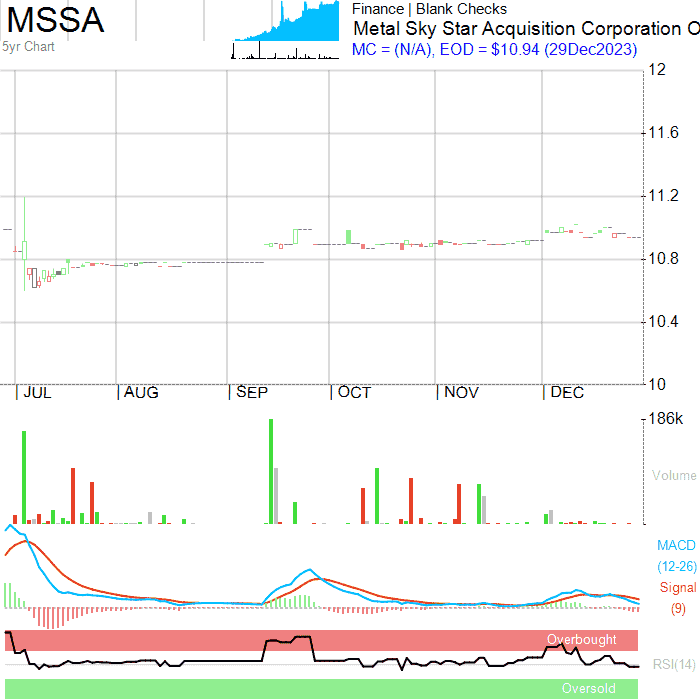 MSSA
5yr Chart
Finance | Blank Checks
Metal Sky Star Acquisition Corporation O
MC = (N/A), EOD = $10.94 (29Dec2023)
12
11.6
11.2
10.8
10.4
10
JUL
AUG
SEP
OCT
NOV
DEC
186k
Volume
MACD
(12-26)
Signal
(9)
Overbought
RSI(14)
Oversold